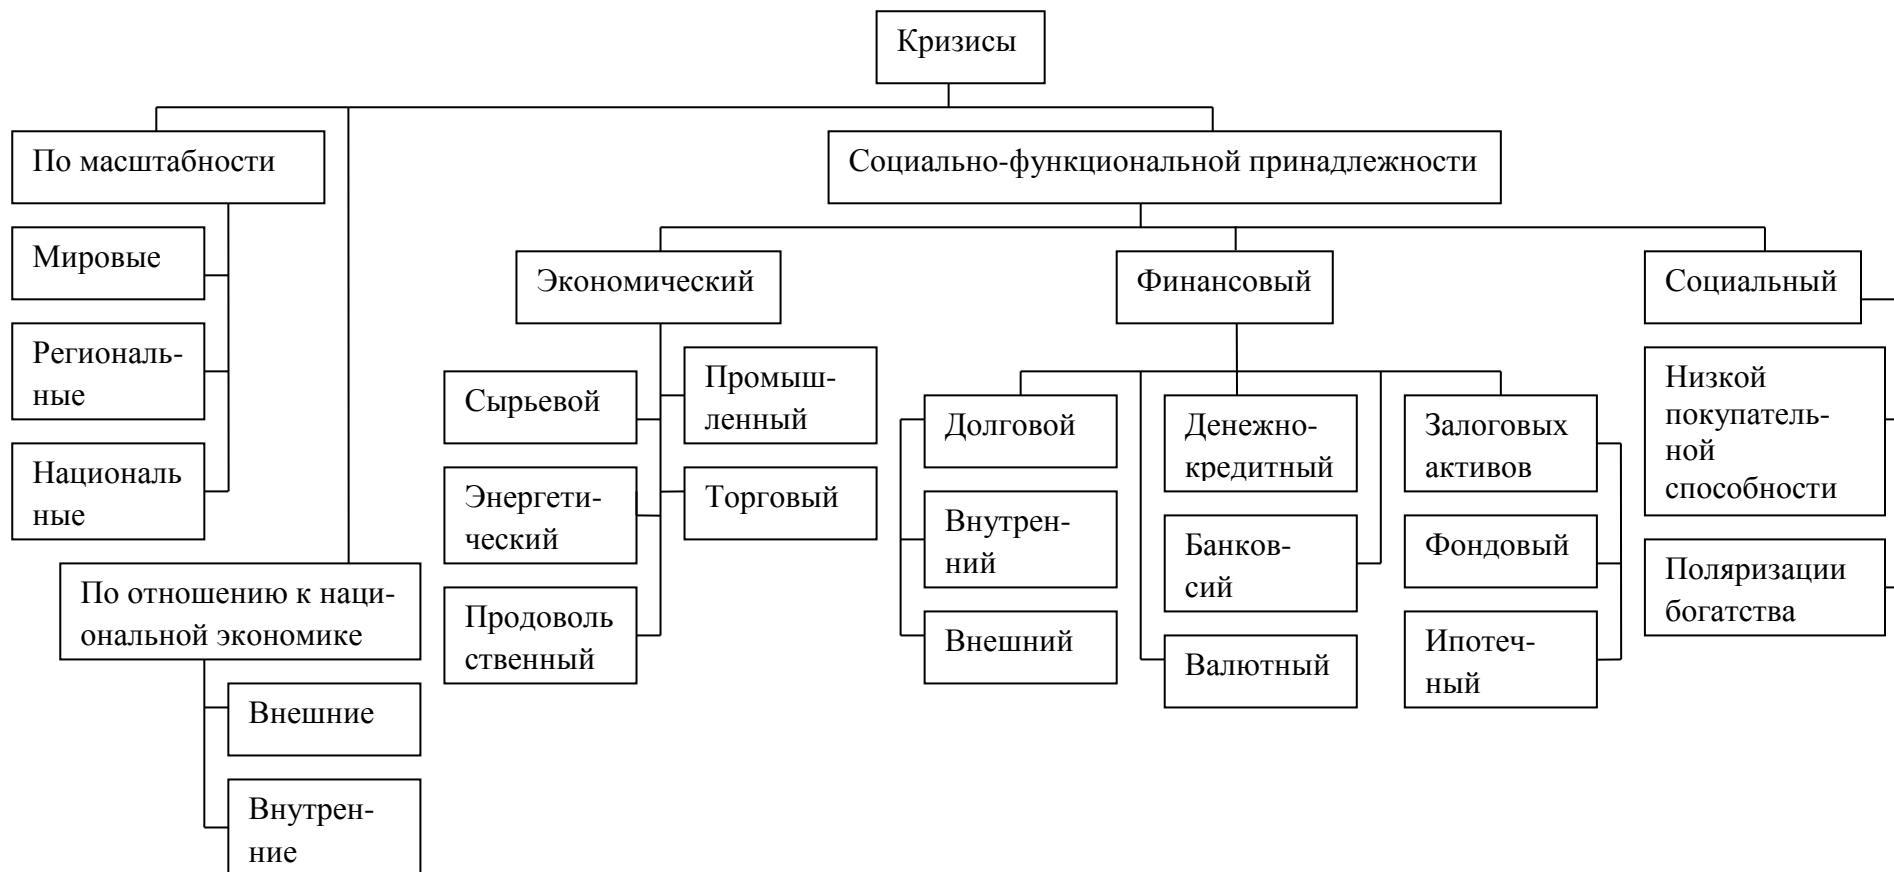 Кризисы
По масштабности
Мировые
Региональ-
ные
Националь
ные
По отношению к наци-
ональной экономике
Внешние
Внутрен-
ние
Социально-функциональной принадлежности
Экономический
Сырьевой
Энергети-
ческий
Продоволь
ственный
Промыш-
ленный
Торговый
Финансовый
Долговой
Внутрен-
ний
Внешний
Денежно-
кредитный
Банков-
сий
Валютный
Залоговых
активов
Фондовый
Ипотеч-
ный
Социальный
Низкой
покупатель-
ной
способности
Поляризации
богатства